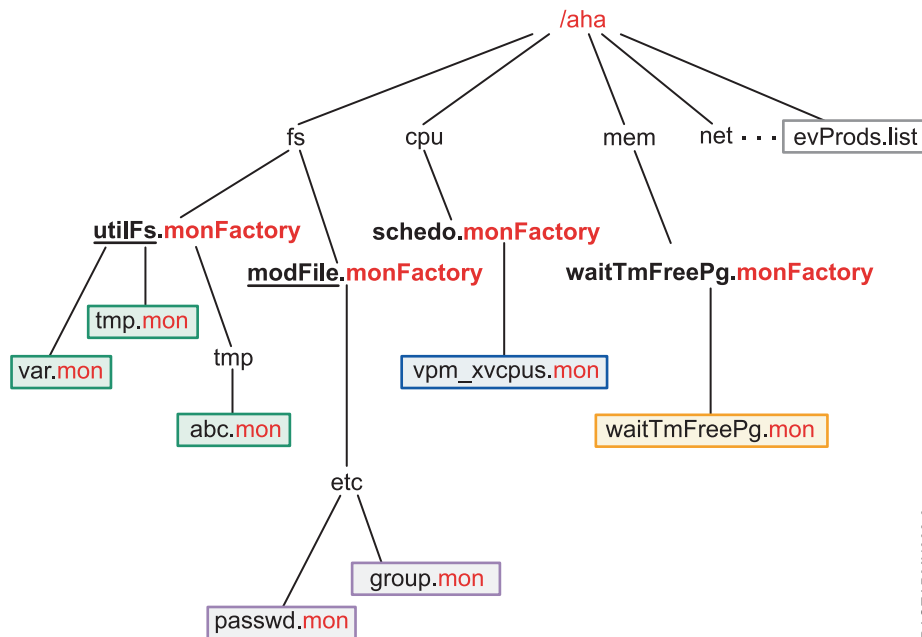 /aha
fs
cpu
mem
net ▪ ▪ ▪
evProds.list
utilFs.monFactory
schedo.monFactory
modFile.monFactory
waitTmFreePg.monFactory
tmp.mon
var.mon
tmp
vpm_xvcpus.mon
abc.mon
waitTmFreePg.mon
etc
group.mon
passwd.mon